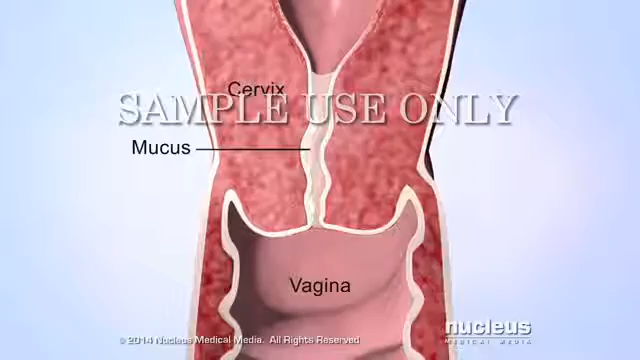 Cervix
SAMPLE USE ONLY
Mucus
Vagina
© 2014 Nucleus Medical Media. All Rights Reserved
nucleus
MEDICAL MEDIA